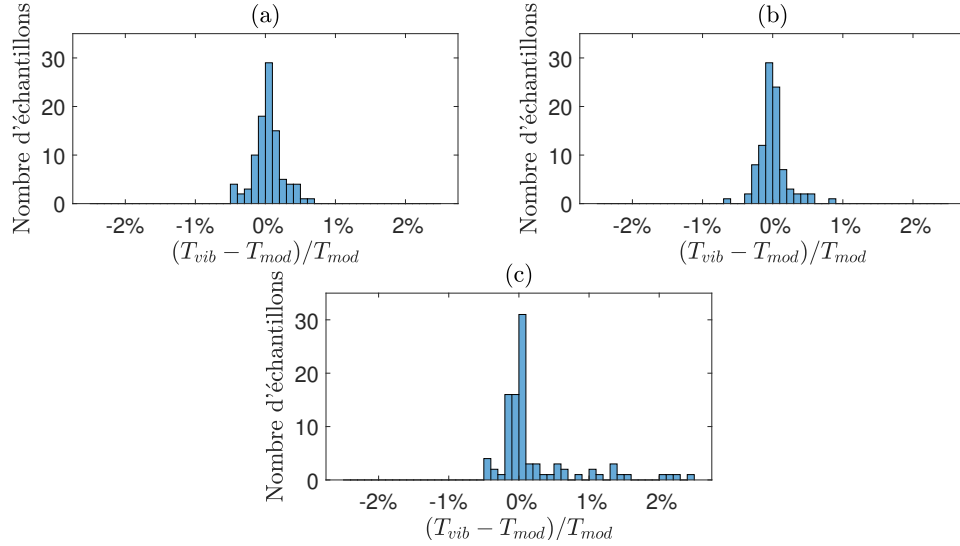 (a)
Nombre d'échantillons
30
20
10
0
-2% -1% 0% 1% 2%
(T_{vib} − T_{mod})/T_{mod}
(b)
Nombre d'échantillons
30
20
10
0
-2% -1% 0% 1% 2%
(T_{vib} − T_{mod})/T_{mod}
(c)
Nombre d'échantillons
30
20
10
0
-2% -1% 0% 1% 2%
(T_{vib} − T_{mod})/T_{mod}